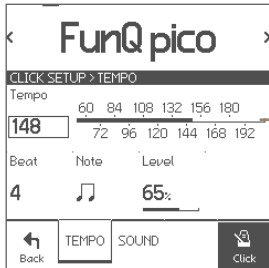 FunQ pico
CLICK SETUP > TEMPO
Tempo
60 84 108 132 156 180
148
72 96 120 144 168 192
Beat Note Level
4 65%
TEMPO SOUND
Back Click